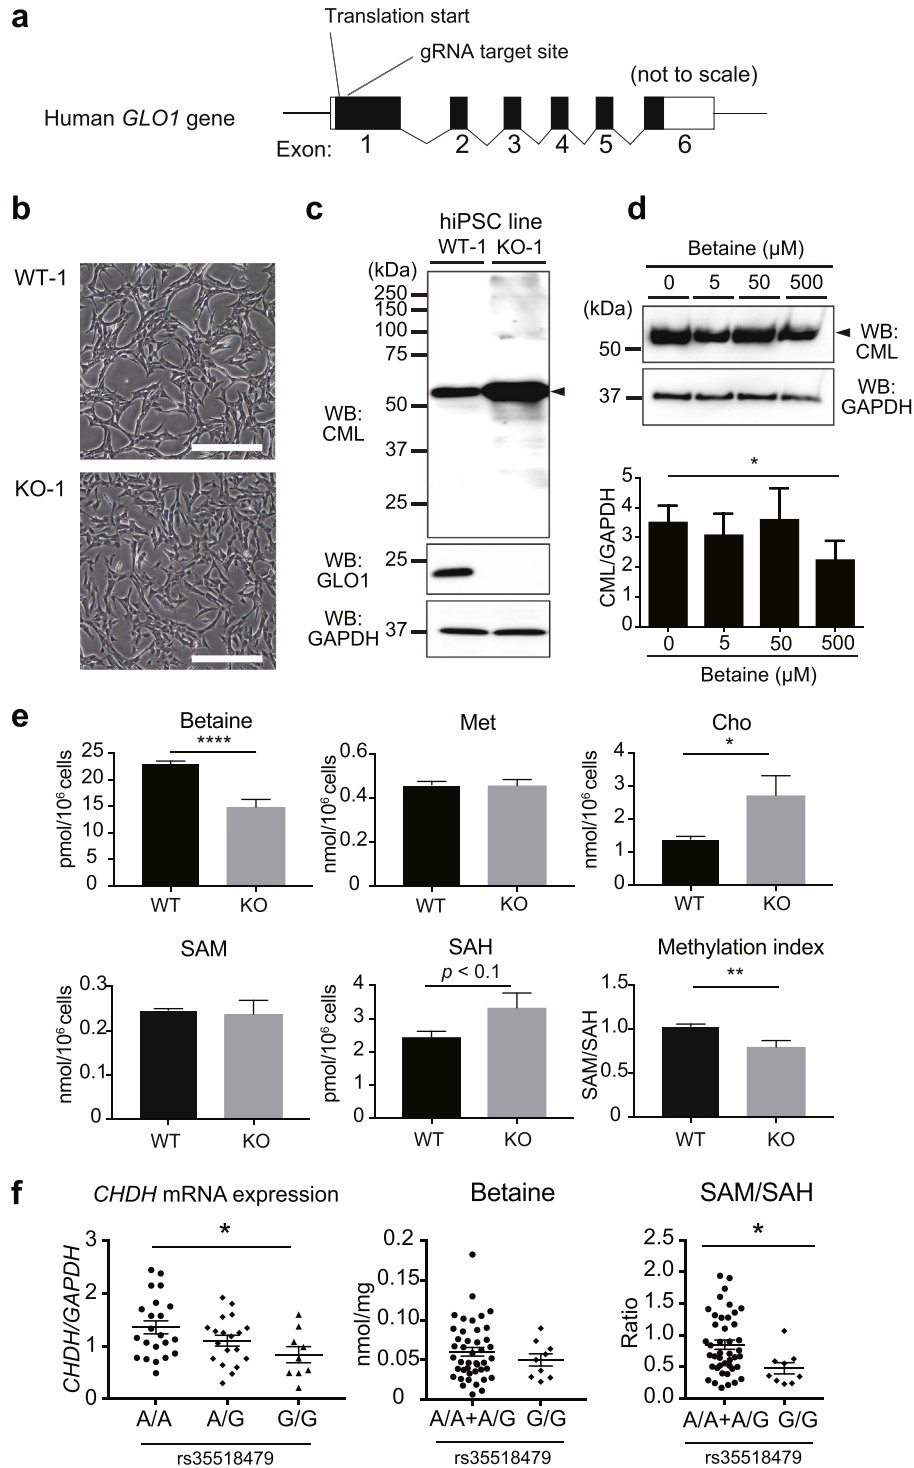 a
Translation start
gRNA target site
(not to scale)
Human GLO1 gene
Exon: 1 2 3 4 5 6
b
WT-1
KO-1
c
hiPSC line
WT-1 KO-1
(kDa)
250
150
100
75
50
37
25
WB:
CML
25
WB:
GLO1
WB:
GAPDH
37
d
Betaine (µM)
0 5 50 500
(kDa)
50
WB:
CML
37
WB:
GAPDH
*
CML/GAPDH
5
4
3
2
1
0
0 5 50 500
Betaine (µM)
e
Betaine
****
pmol/10⁶ cells
25
20
15
10
5
0
WT KO
Met
nmol/10⁶ cells
0.6
0.4
0.2
0
WT KO
Cho
*
nmol/10⁶ cells
4
3
2
1
0
WT KO
SAM
nmol/10⁶ cells
0.3
0.2
0.1
0
WT KO
SAH
p < 0.1
pmol/10⁶ cells
4
3
2
1
0
WT KO
Methylation index
**
SAM/SAH
1.5
1.0
0.5
0
WT KO
f
CHDH mRNA expression
*
CHDH/GAPDH
3
2
1
0
A/A A/G G/G
rs35518479
Betaine
nmol/mg
0.2
0.15
0.10
0.05
0
A/A+A/G G/G
rs35518479
SAM/SAH
*
Ratio
2.5
2.0
1.5
1.0
0.5
0.0
A/A+A/G G/G
rs35518479